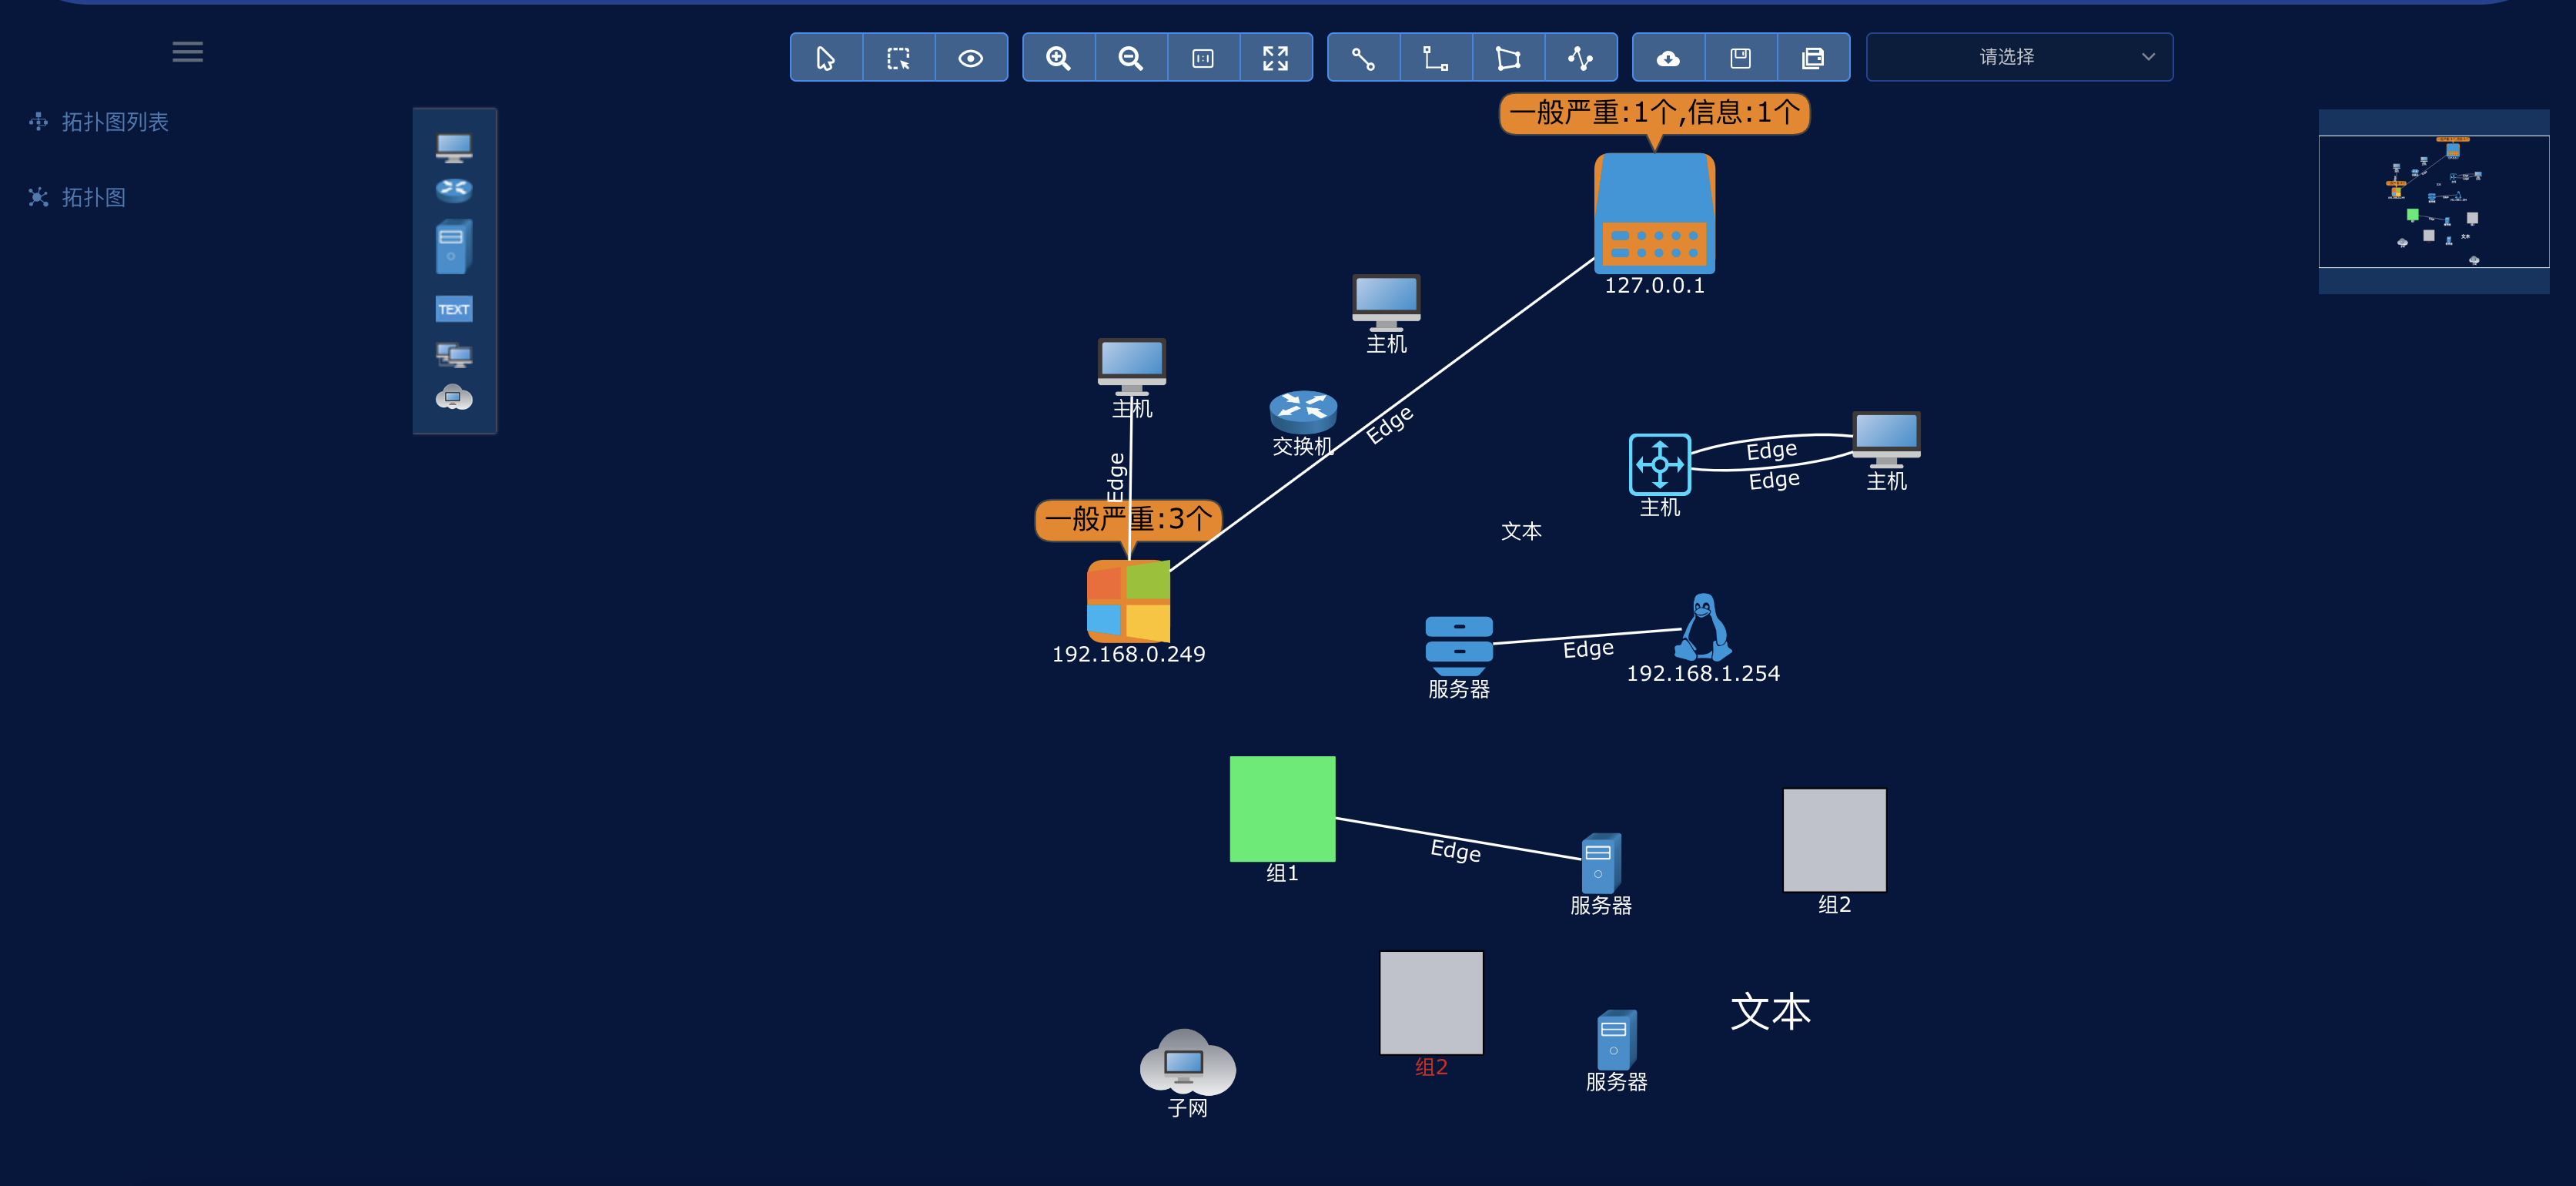 请选择
拓扑图列表
拓扑图
TEXT
一般严重:1个,信息:1个
127.0.0.1
主机
主机
交换机
Edge
Edge
Edge
Edge
主机
主机
一般严重:3个
文本
192.168.0.249
Edge
192.168.1.254
服务器
Edge
组1
服务器
组2
文本
组2
服务器
子网